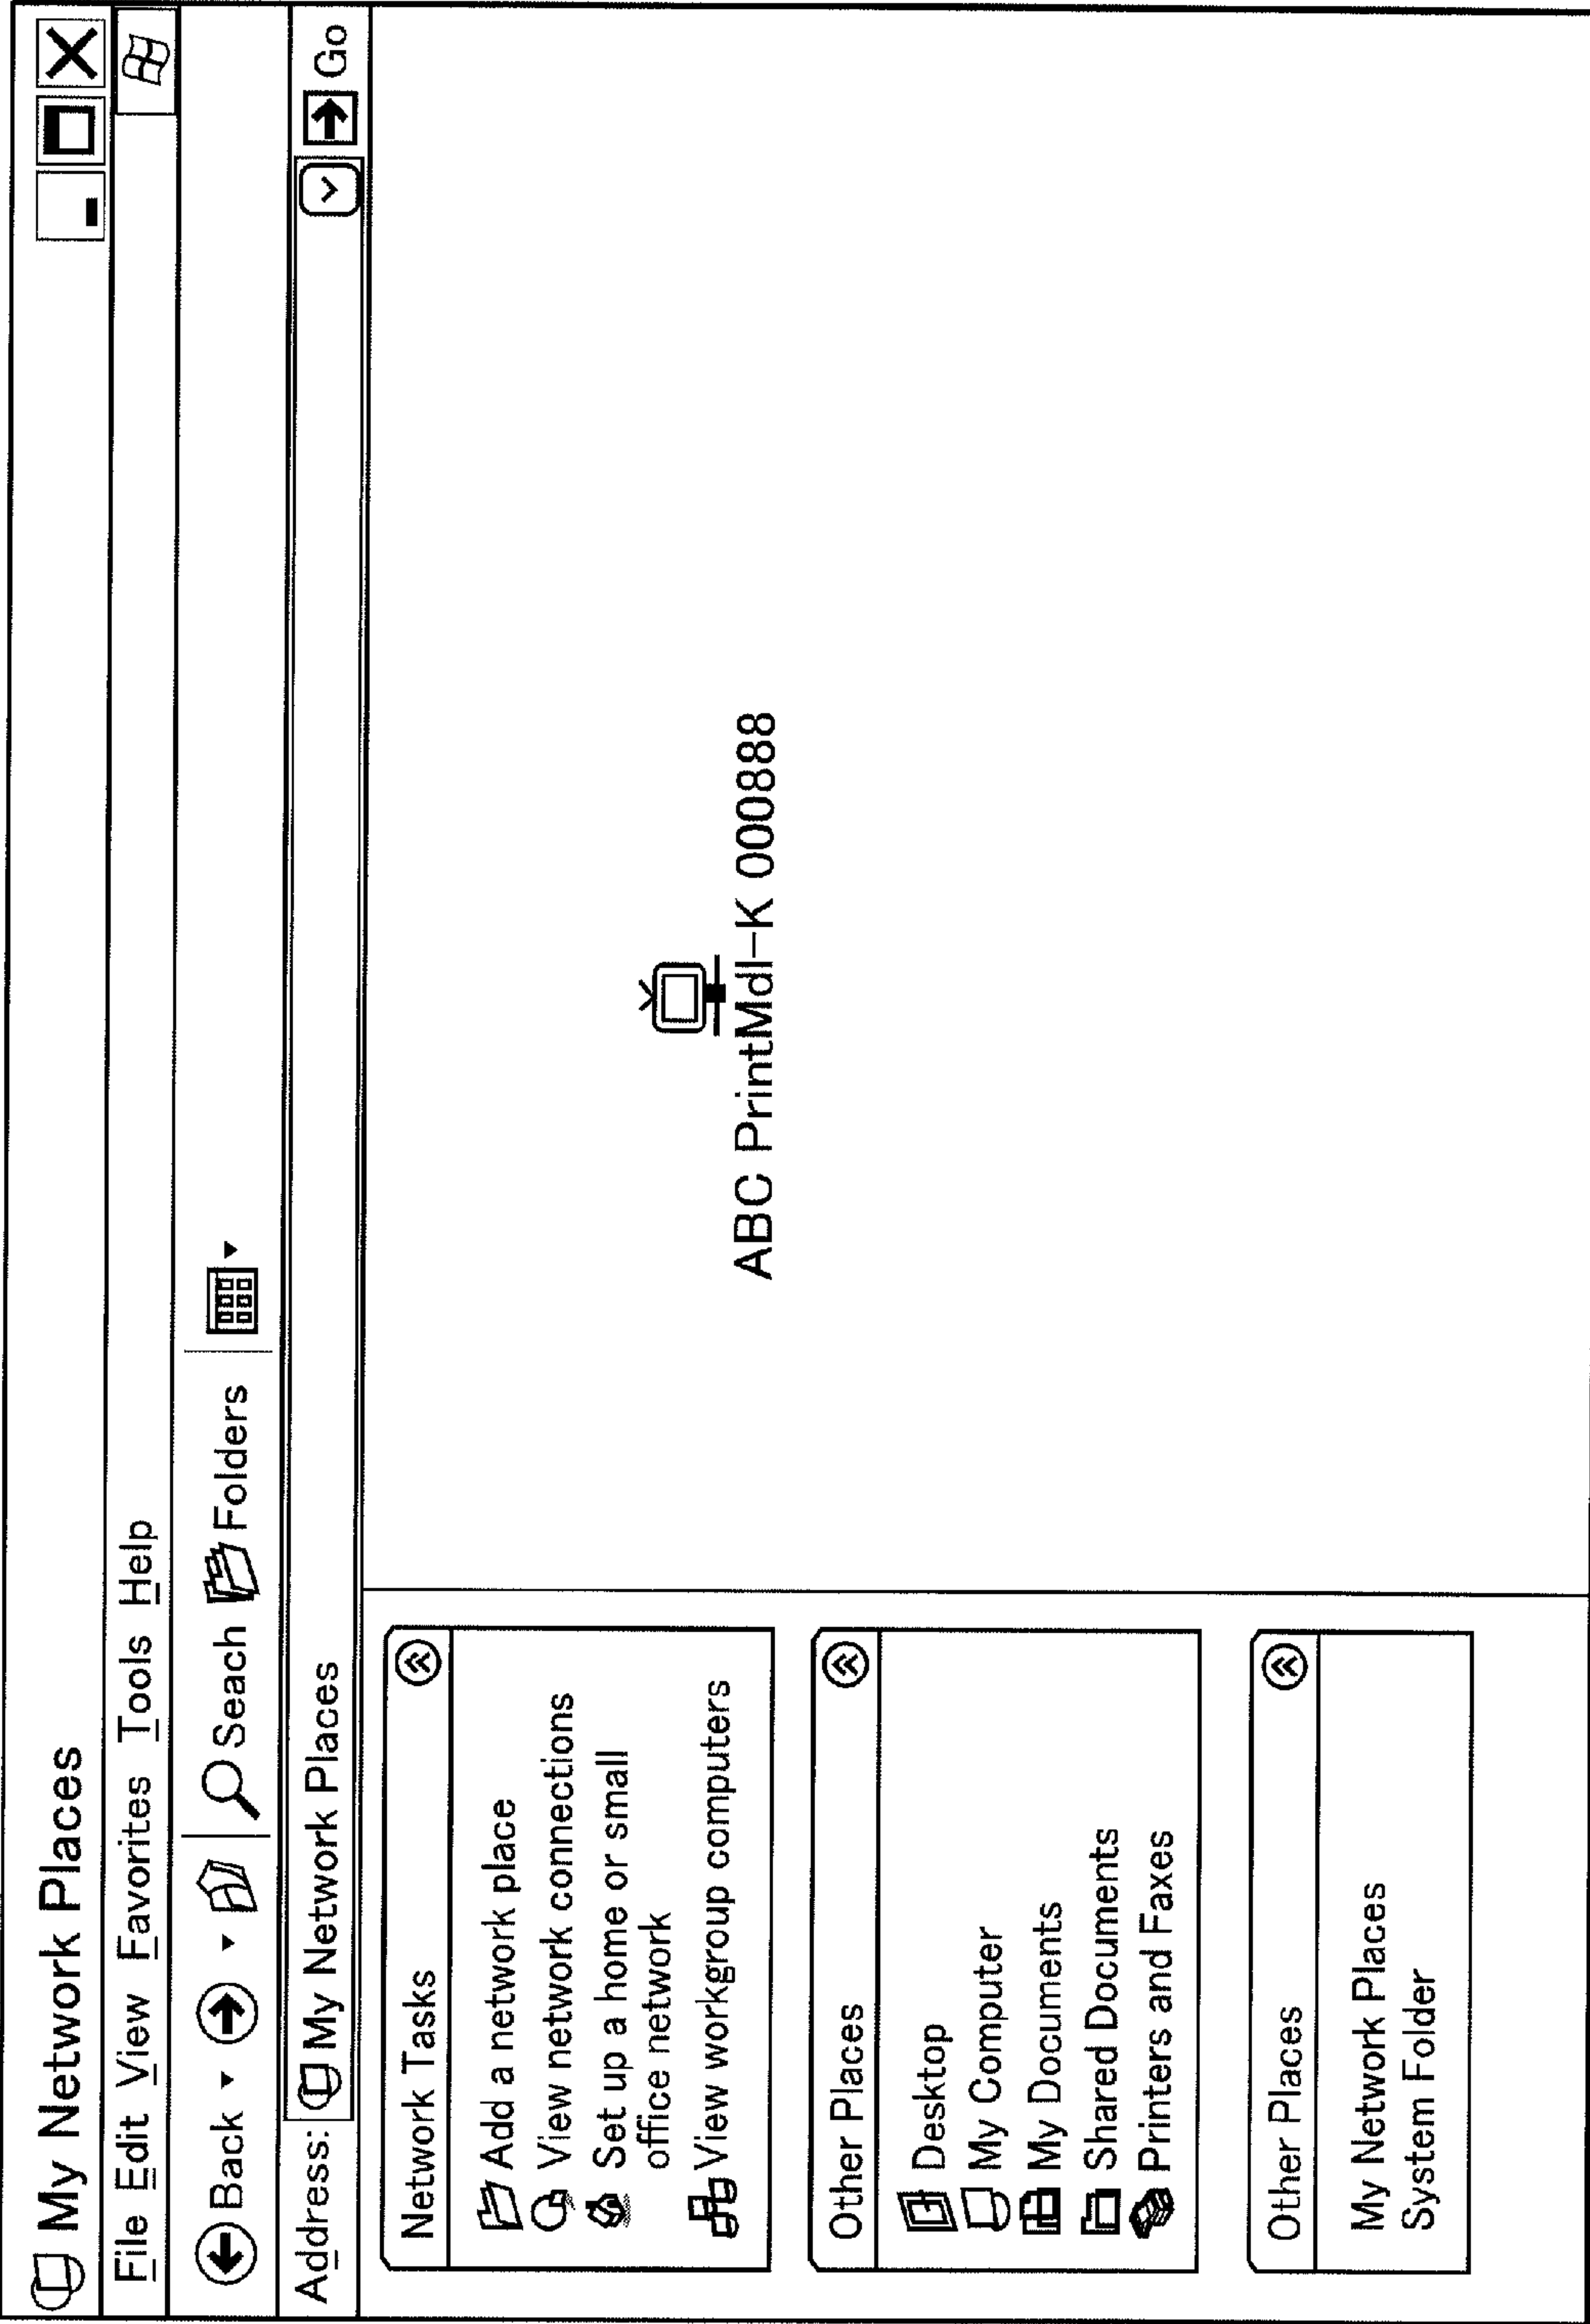 My Network Places
File Edit View Favorites Tools Help
Back Seach Folders
Address: My Network Places Go
Network Tasks
Add a network place
View network connections
Set up a home or small
office network
View workgroup computers
Other Places
Desktop
My Computer
My Documents
Shared Documents
Printers and Faxes
Other Places
My Network Places
System Folder
ABC PrintMdl-K 000888